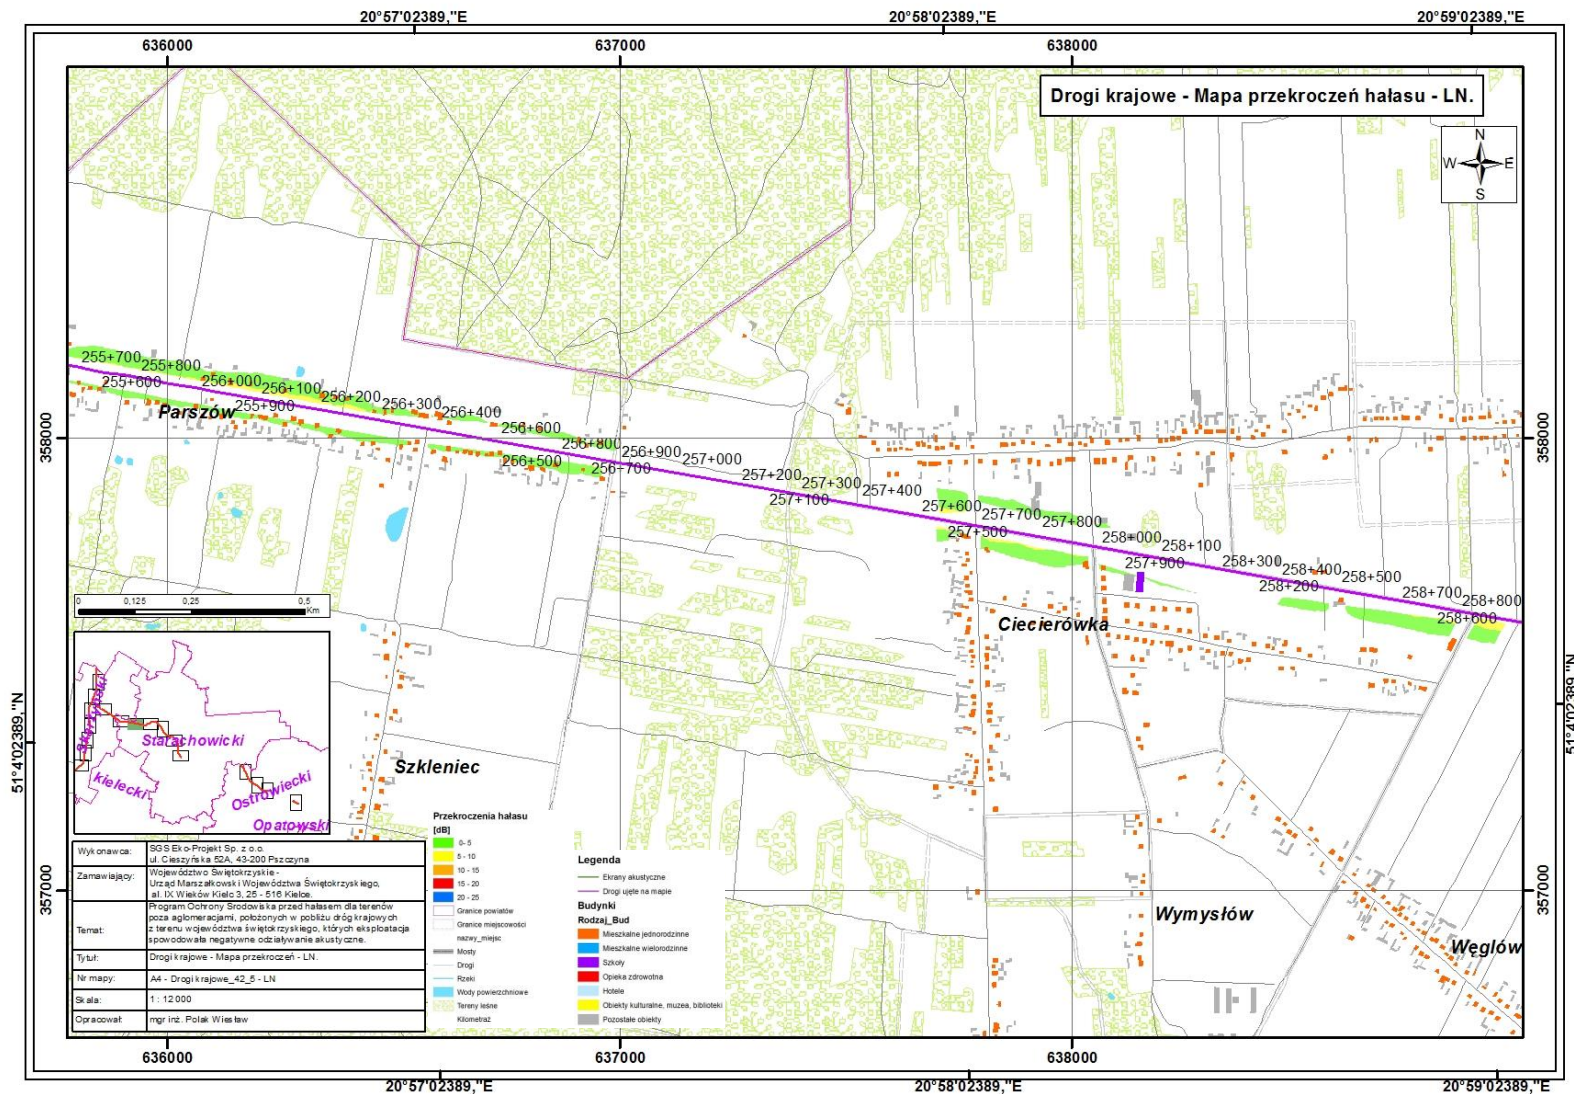 20°57'02389,"E
20°58'02389,"E
20°59'02389,"E
636000
637000
638000
Drogi krajowe - Mapa przekroczeń hałasu - LN.
N
W
E
S
358000
358000
255+700
255+800
255+600
256+000
256+100
256+200
256+300
256+400
255+900
Parszów
256+600
256+800
256+900
257+000
256+500
256+700
257+200
257+300
257+400
257+100
257+600
257+700
257+800
257+500
258+000
258+100
257+900
258+300
258+400
258+500
258+200
258+700
258+800
258+600
Ciecierówka
0
0,125
0,25
0,5
Km
Skarżyski
Starachowicki
kielecki
Ostrowiecki
Opatowski
51°4'02389,"N
51°4'02389,"N
Szkleniec
Wymysłów
Węglów
357000
357000
Wykonawca:
SGS Eko-Projekt Sp. z o.o.
ul. Cieszyńska 52A, 43-200 Pszczyna
Zamawiający:
Województwo Świętokrzyskie -
Urząd Marszałkowski Województwa Świętokrzyskiego,
al. IX Wieków Kielc 3, 25 - 516 Kielce.
Temat:
Program Ochrony Środowiska przed hałasem dla terenów
poza aglomeracjami, położonych w pobliżu dróg krajowych
z terenu województwa świętokrzyskiego, których eksploatacja
spowodowała negatywne odziaływanie akustyczne.
Tytuł:
Drogi krajowe - Mapa przekroczeń - LN.
Nr mapy:
A4 - Drogi krajowe_42_5 - LN
Skala:
1 : 12 000
Opracował:
mgr inż. Polak Wiesław
Przekroczenia hałasu
[dB]
0- 5
5 - 10
10 - 15
15 - 20
20 - 25
Granice powiatów
Granice miejscowości
nazwy_miejsc
Mosty
Drogi
Rzeki
Wody powierzchniowe
Tereny leśne
Kilometraż
Legenda
Ekrany akustyczne
Drogi ujęte na mapie
Budynki
Rodzaj_Bud
Mieszkalne jednorodzinne
Mieszkalne wielorodzinne
Szkoły
Opieka zdrowotna
Hotele
Obiekty kulturalne, muzea, biblioteki
Pozostałe obiekty
636000
637000
638000
20°57'02389,"E
20°58'02389,"E
20°59'02389,"E